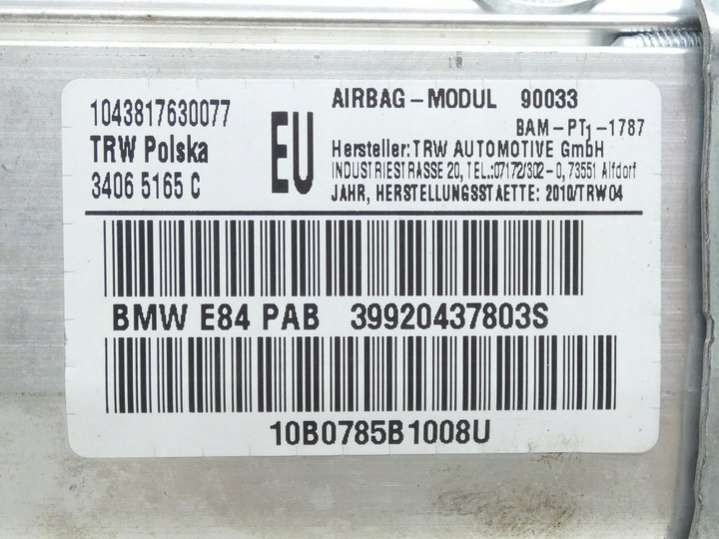 1043817630077
TRW Polska
3406 5165 C
EU
AIRBAG-MODUL 90033
BAM-PT1-1787
Hersteller: TRW AUTOMOTIVE GmbH
INDUSTRIESTRASSE 20, TEL.:07172/302-0, 73551 Alfdorf
JAHR, HERSTELLUNGSSTAETTE: 2010/TRW04
BMW E84 PAB 39920437803S
10B0785B1008U